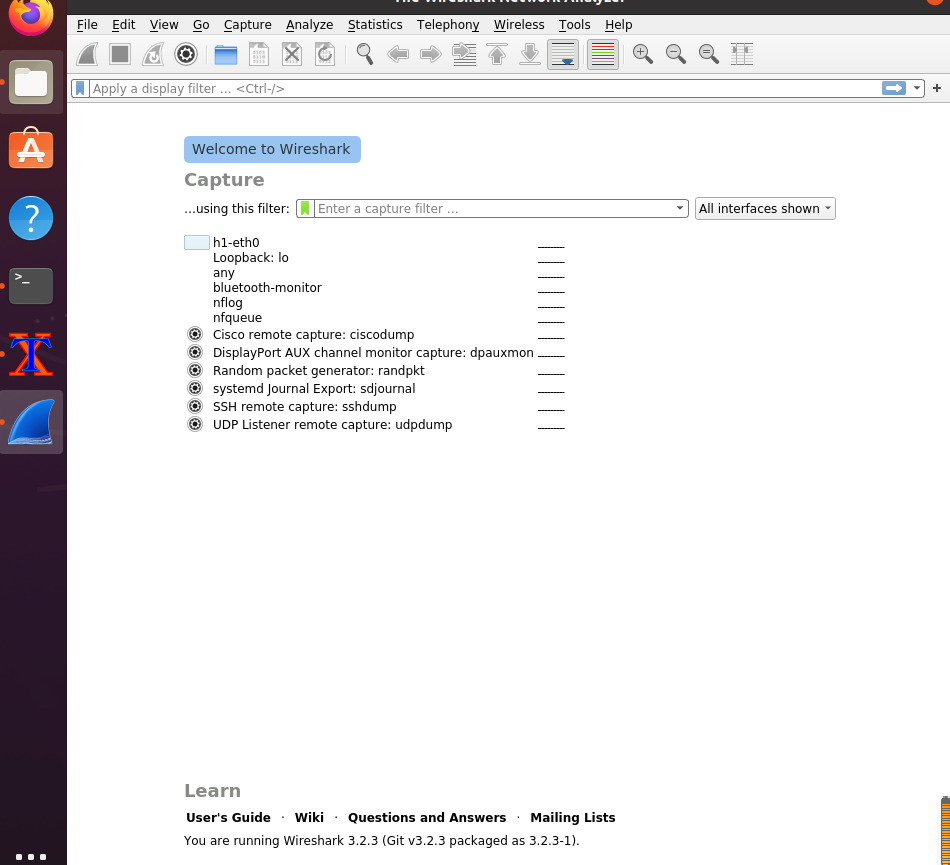 The Wireshark Network Analyzer
File Edit View Go Capture Analyze Statistics Telephony Wireless Tools Help
Apply a display filter ... <Ctrl-/>
+
Welcome to Wireshark
Capture
...using this filter: Enter a capture filter ... All interfaces shown
h1-eth0
Loopback: lo
any
bluetooth-monitor
nflog
nfqueue
Cisco remote capture: ciscodump
DisplayPort AUX channel monitor capture: dpauxmon
Random packet generator: randpkt
systemd Journal Export: sdjournal
SSH remote capture: sshdump
UDP Listener remote capture: udpdump
Learn
User's Guide · Wiki · Questions and Answers · Mailing Lists
You are running Wireshark 3.2.3 (Git v3.2.3 packaged as 3.2.3-1).